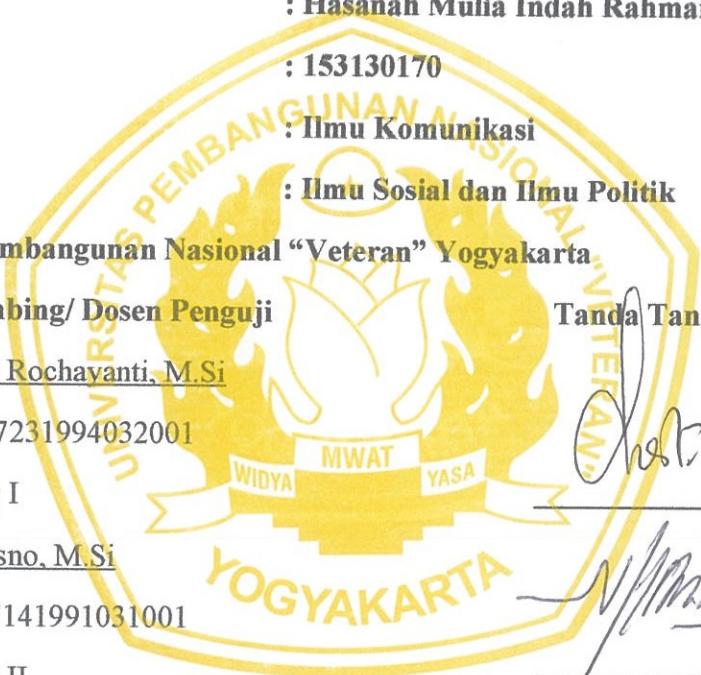 : Hasanah Mulia Indah
: 153130170
: Ilmu Komunikasi
: Ilmu Sosial dan Ilmu Politik
mbangunan Nasional “Veteran” Yogyakarta
bing/ Dosen Penguji
Tanda Tan
Rochayanti, M.Si
7231994032001
I
sno, M.Si
141991031001
II
UNIVERSITAS PEMBANGUNAN NASIONAL "VETERAN"
WIDYA MWAT YASA
YOGYAKARTA